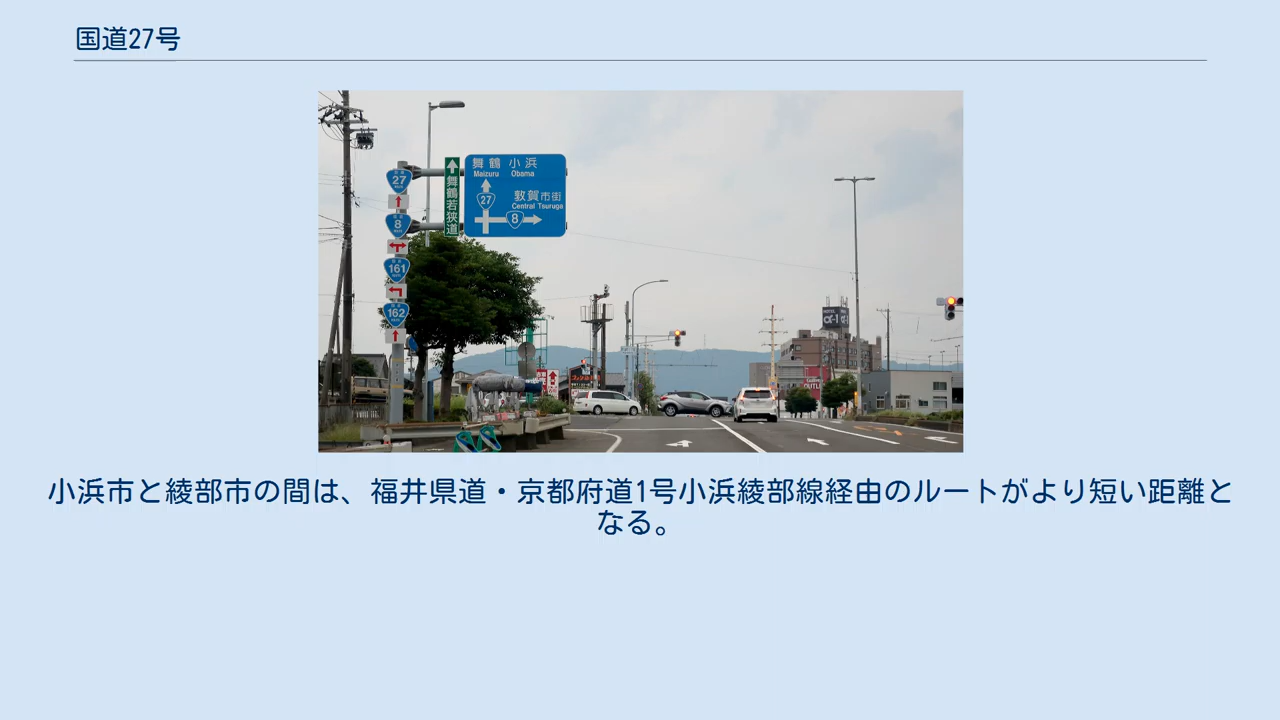 国道27号
27
8
161
162
舞鶴若狭道
舞鶴 小浜
Maizuru Obama
27
敦賀市街
Central Tsuruga
8
HOTEL
α-1
OUTLET
小浜市と綾部市の間は、福井県道・京都府道1号小浜綾部線経由のルートがより短い距離と
なる。